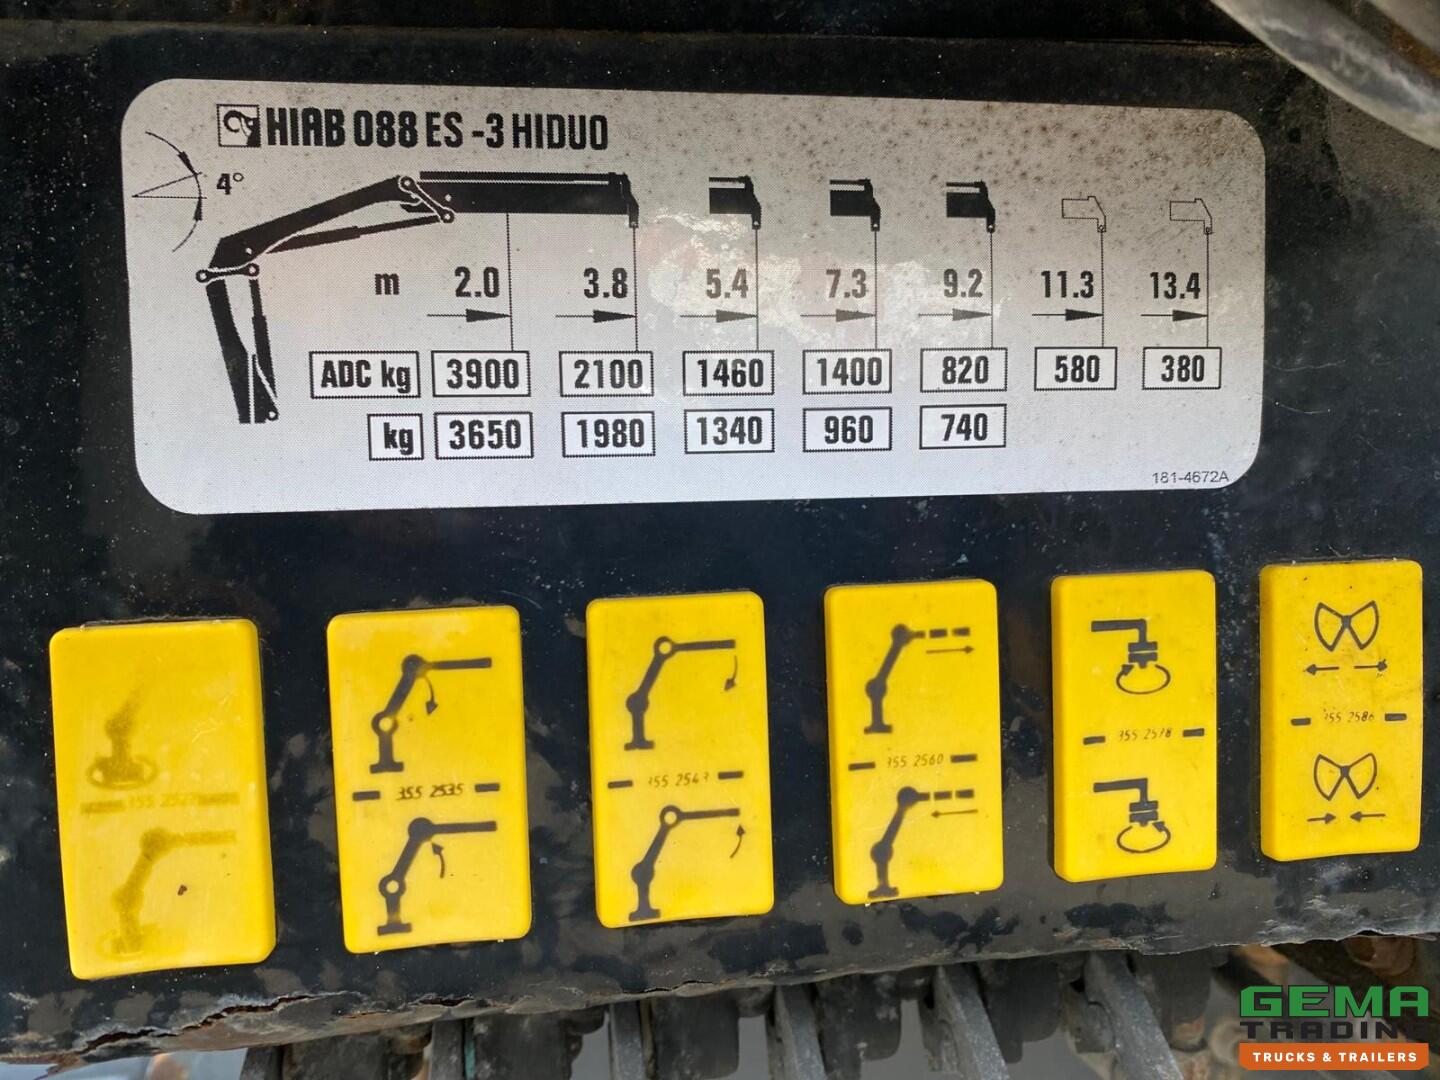 HIAB 088 ES -3 HIDUO
4°
m 2.0 3.8 5.4 7.3 9.2 11.3 13.4
ADC kg 3900 2100 1460 1400 820 580 380
kg 3650 1980 1340 960 740
181-4672A
355 2535
355 2560
355 2578
355 2586
GEMA
TRADING
TRUCKS & TRAILERS